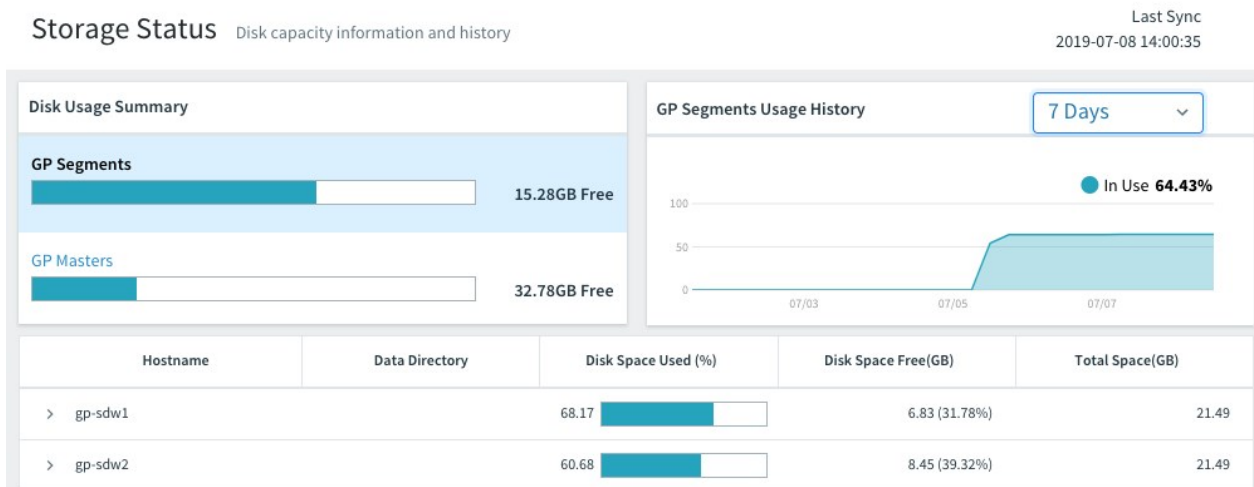 Storage Status Disk capacity information and history
Last Sync
2019-07-08 14:00:35
Disk Usage Summary
GP Segments
15.28GB Free
GP Masters
32.78GB Free
GP Segments Usage History
7 Days
In Use 64.43%
100
50
0
07/03 07/05 07/07
Hostname Data Directory Disk Space Used (%) Disk Space Free(GB) Total Space(GB)
gp-sdw1 68.17 6.83 (31.78%) 21.49
gp-sdw2 60.68 8.45 (39.32%) 21.49